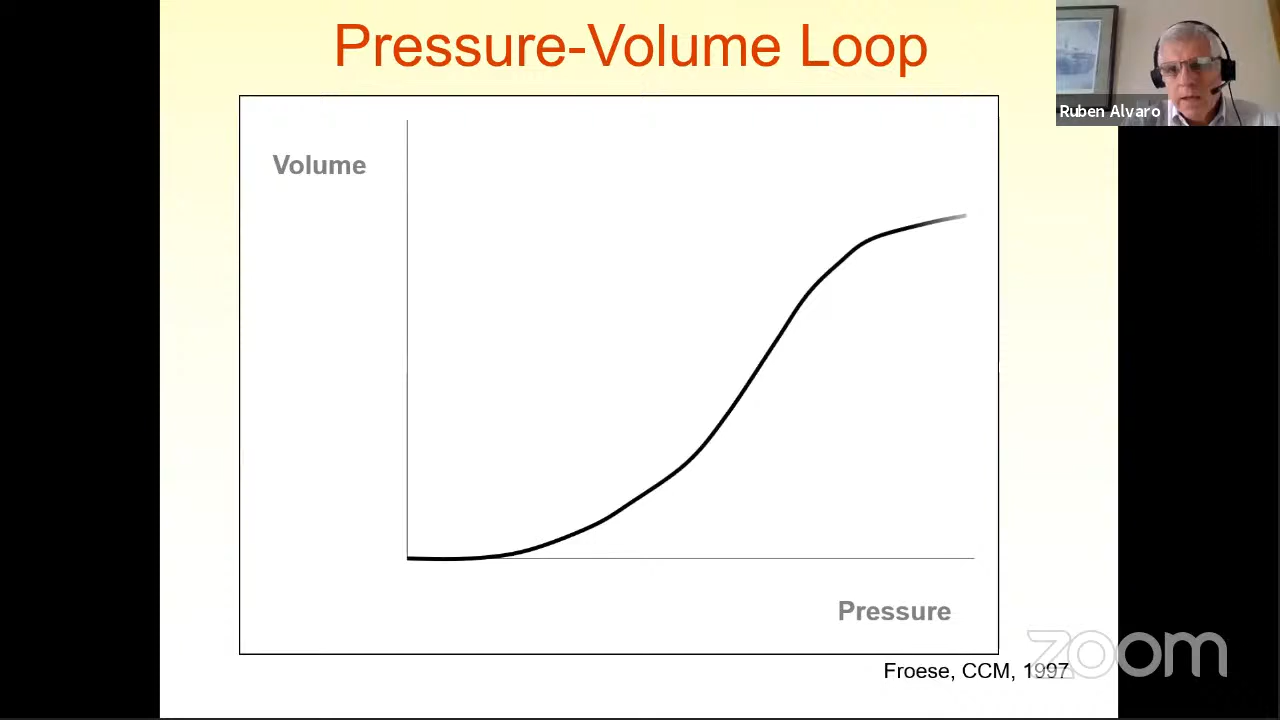 Pressure-Volume Loop
Ruben Alvaro
Volume
Pressure
Froese, CCM, 1997
zoom